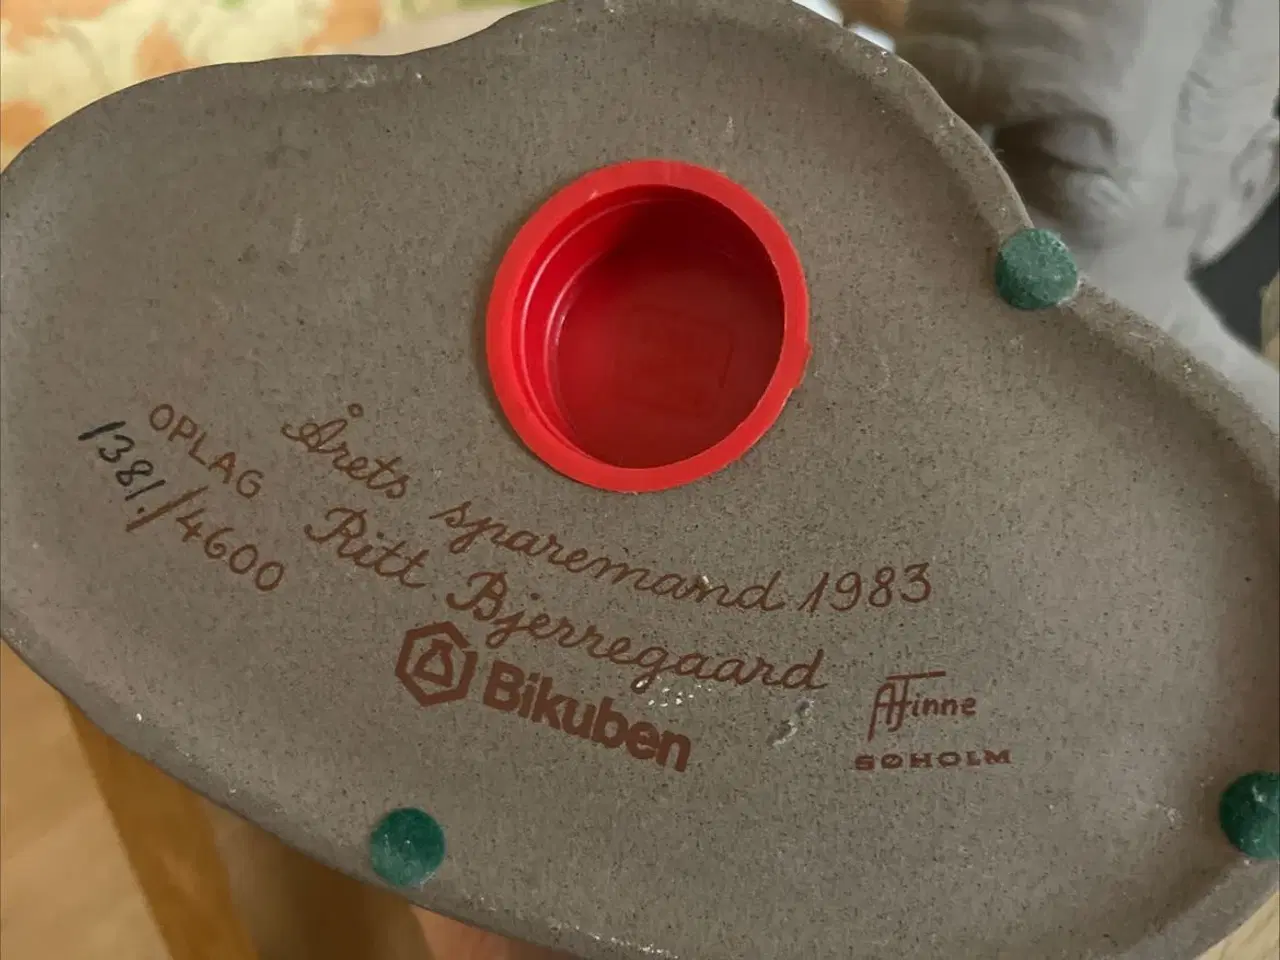 OPLAG
1381./4600
Årets sparemand 1983
Ritt Bjerregaard
Bikuben
AFinne
SØHOLM